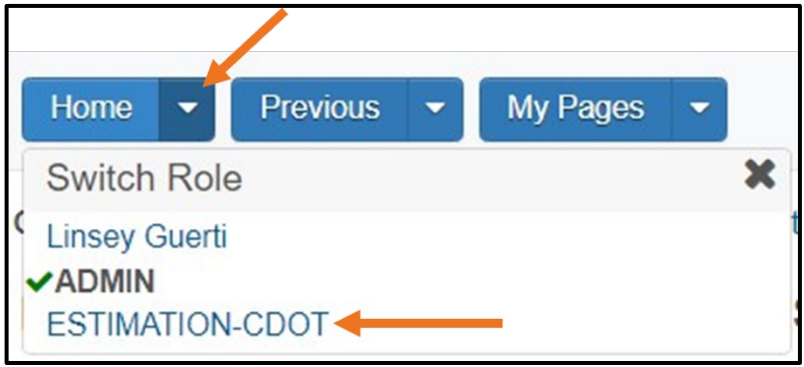 Home Previous My Pages
Switch Role
Linsey Guerti
ADMIN
ESTIMATION-CDOT